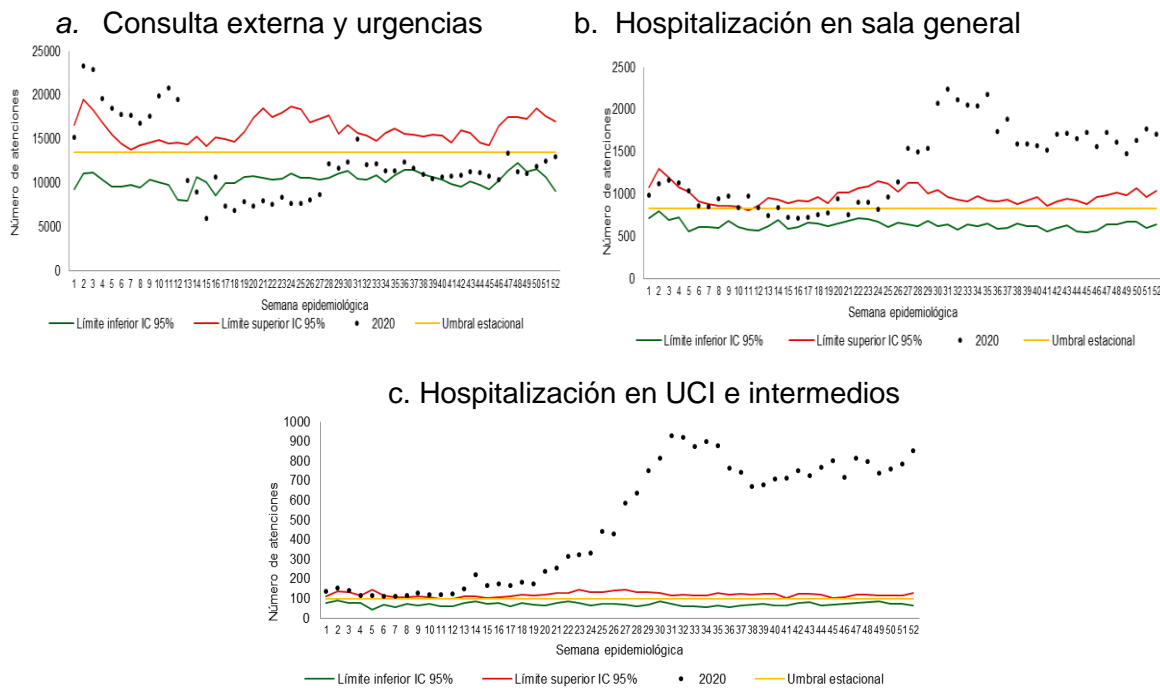 a. Consulta externa y urgencias
25000
20000
15000
10000
5000
0
Número de atenciones
1 2 3 4 5 6 7 8 9 10 11 12 13 14 15 16 17 18 19 20 21 22 23 24 25 26 27 28 29 30 31 32 33 34 35 36 37 38 39 40 41 42 43 44 45 46 47 48 49 50 51 52
Semana epidemiológica
Límite inferior IC 95% Límite superior IC 95% 2020 Umbral estacional
b. Hospitalización en sala general
2500
2000
1500
1000
500
0
Número de atenciones
1 2 3 4 5 6 7 8 9 10 11 12 13 14 15 16 17 18 19 20 21 22 23 24 25 26 27 28 29 30 31 32 33 34 35 36 37 38 39 40 41 42 43 44 45 46 47 48 49 50 51 52
Semana epidemiológica
Límite inferior IC 95% Límite superior IC 95% 2020 Umbral estacional
c. Hospitalización en UCI e intermedios
1000
900
800
700
600
500
400
300
200
100
0
Número de atenciones
1 2 3 4 5 6 7 8 9 10 11 12 13 14 15 16 17 18 19 20 21 22 23 24 25 26 27 28 29 30 31 32 33 34 35 36 37 38 39 40 41 42 43 44 45 46 47 48 49 50 51 52
Semana epidemiológica
Límite inferior IC 95% Límite superior IC 95% 2020 Umbral estacional